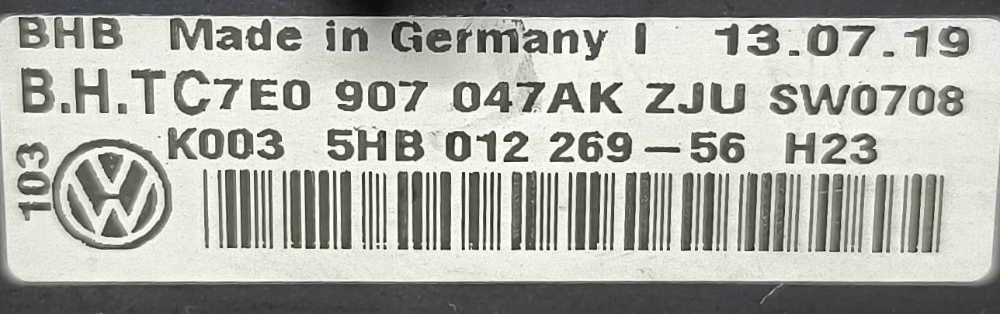 BHB Made in Germany I 13.07.19
B.H.TC7E0 907 047AK ZJU SW0708
K003 5HB 012 269-56 H23
103